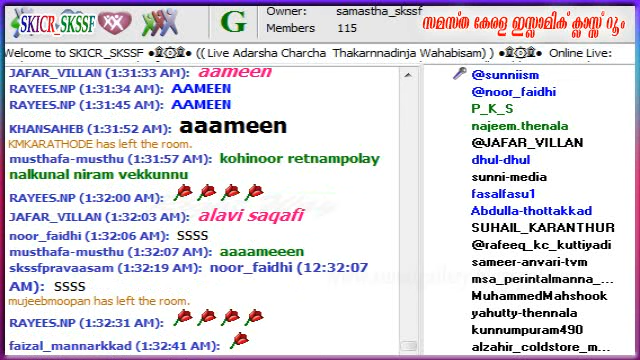 SKICR_SKSSF
G
Owner: samastha_skssf
Members 115
സമസ്ത കേരള ഇസ്ലാമിക് ക്ലാസ്സ് റൂം
Welcome to SKICR_SKSSF ●๑۞๑● (( Live Adarsha Charcha Thakarnnadinja Wahabisam)) ●๑۞๑● Online Live:
JAFAR_VILLAN (1:31:33 AM): aameen
RAYEES.NP (1:31:34 AM): AAMEEN
RAYEES.NP (1:31:45 AM): AAMEEN
KHANSAHEB (1:31:52 AM): aaameen
KMKARATHODE has left the room.
musthafa-musthu (1:31:57 AM): kohinoor retnampolay
nalkunal niram vekkunnu
RAYEES.NP (1:32:00 AM):
JAFAR_VILLAN (1:32:03 AM): alavi saqafi
noor_faidhi (1:32:06 AM): SSSS
musthafa-musthu (1:32:07 AM): aaaameeen
skssfpravaasam (1:32:19 AM): noor_faidhi (12:32:07
AM): SSSS
mujeebmoopan has left the room.
RAYEES.NP (1:32:31 AM):
faizal_mannarkkad (1:32:41 AM):
@sunniism
@noor_faidhi
P_K_S
najeem.thenala
@JAFAR_VILLAN
dhul-dhul
sunni-media
fasalfasu1
Abdulla-thottakkad
SUHAIL_KARANTHUR
@rafeeq_kc_kuttiyadi
sameer-anvari-tvm
msa_perintalmanna_...
MuhammedMahshook
yahutty-thennala
kunnumpuram490
alzahir_coldstore_m...